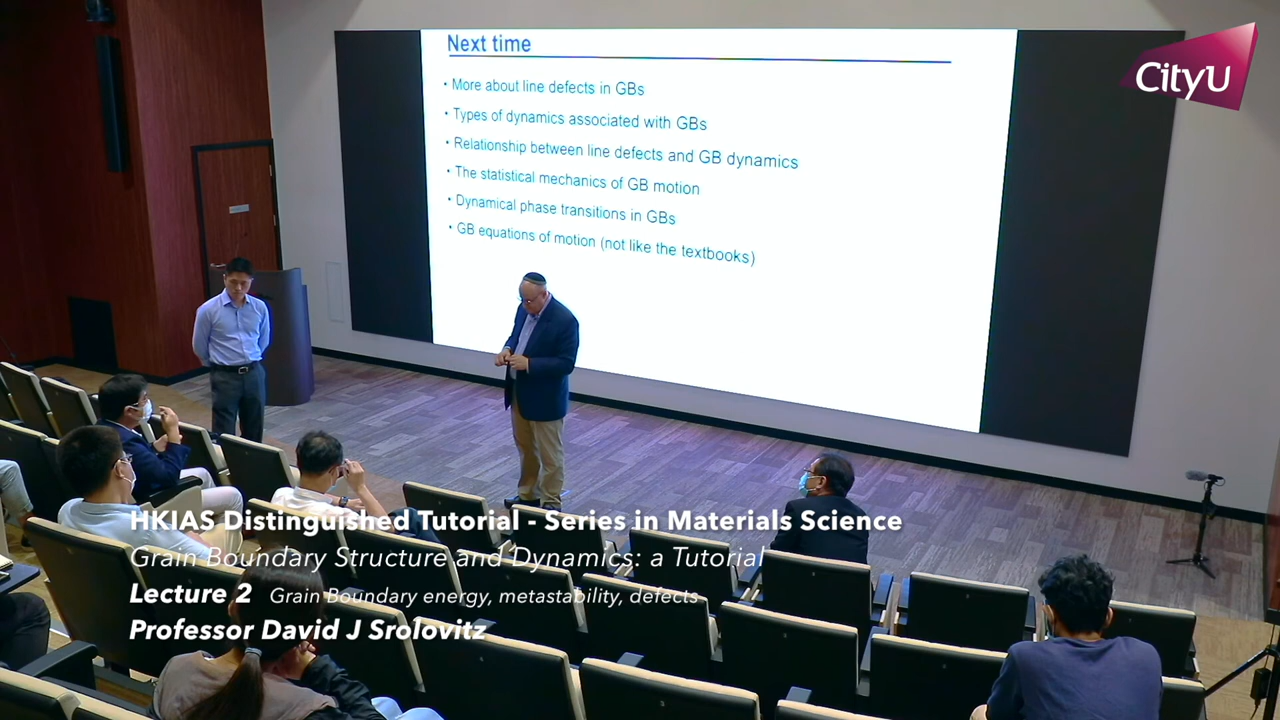 Next time
• More about line defects in GBs
• Types of dynamics associated with GBs
• Relationship between line defects and GB dynamics
• The statistical mechanics of GB motion
• Dynamical phase transitions in GBs
• GB equations of motion (not like the textbooks)
CityU
HKIAS Distinguished Tutorial - Series in Materials Science
Grain Boundary Structure and Dynamics: a Tutorial
Lecture 2 Grain Boundary energy, metastability, defects
Professor David J Srolovitz